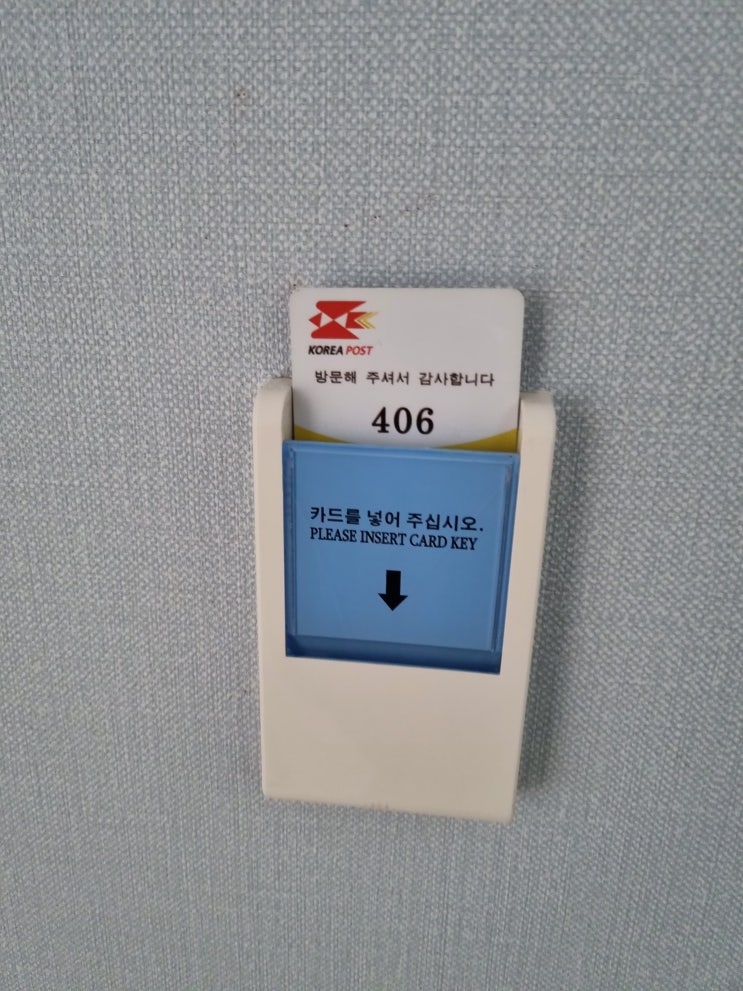 KOREA POST
방문해 주셔서 감사합니다
406
카드를 넣어 주십시오.
PLEASE INSERT CARD KEY